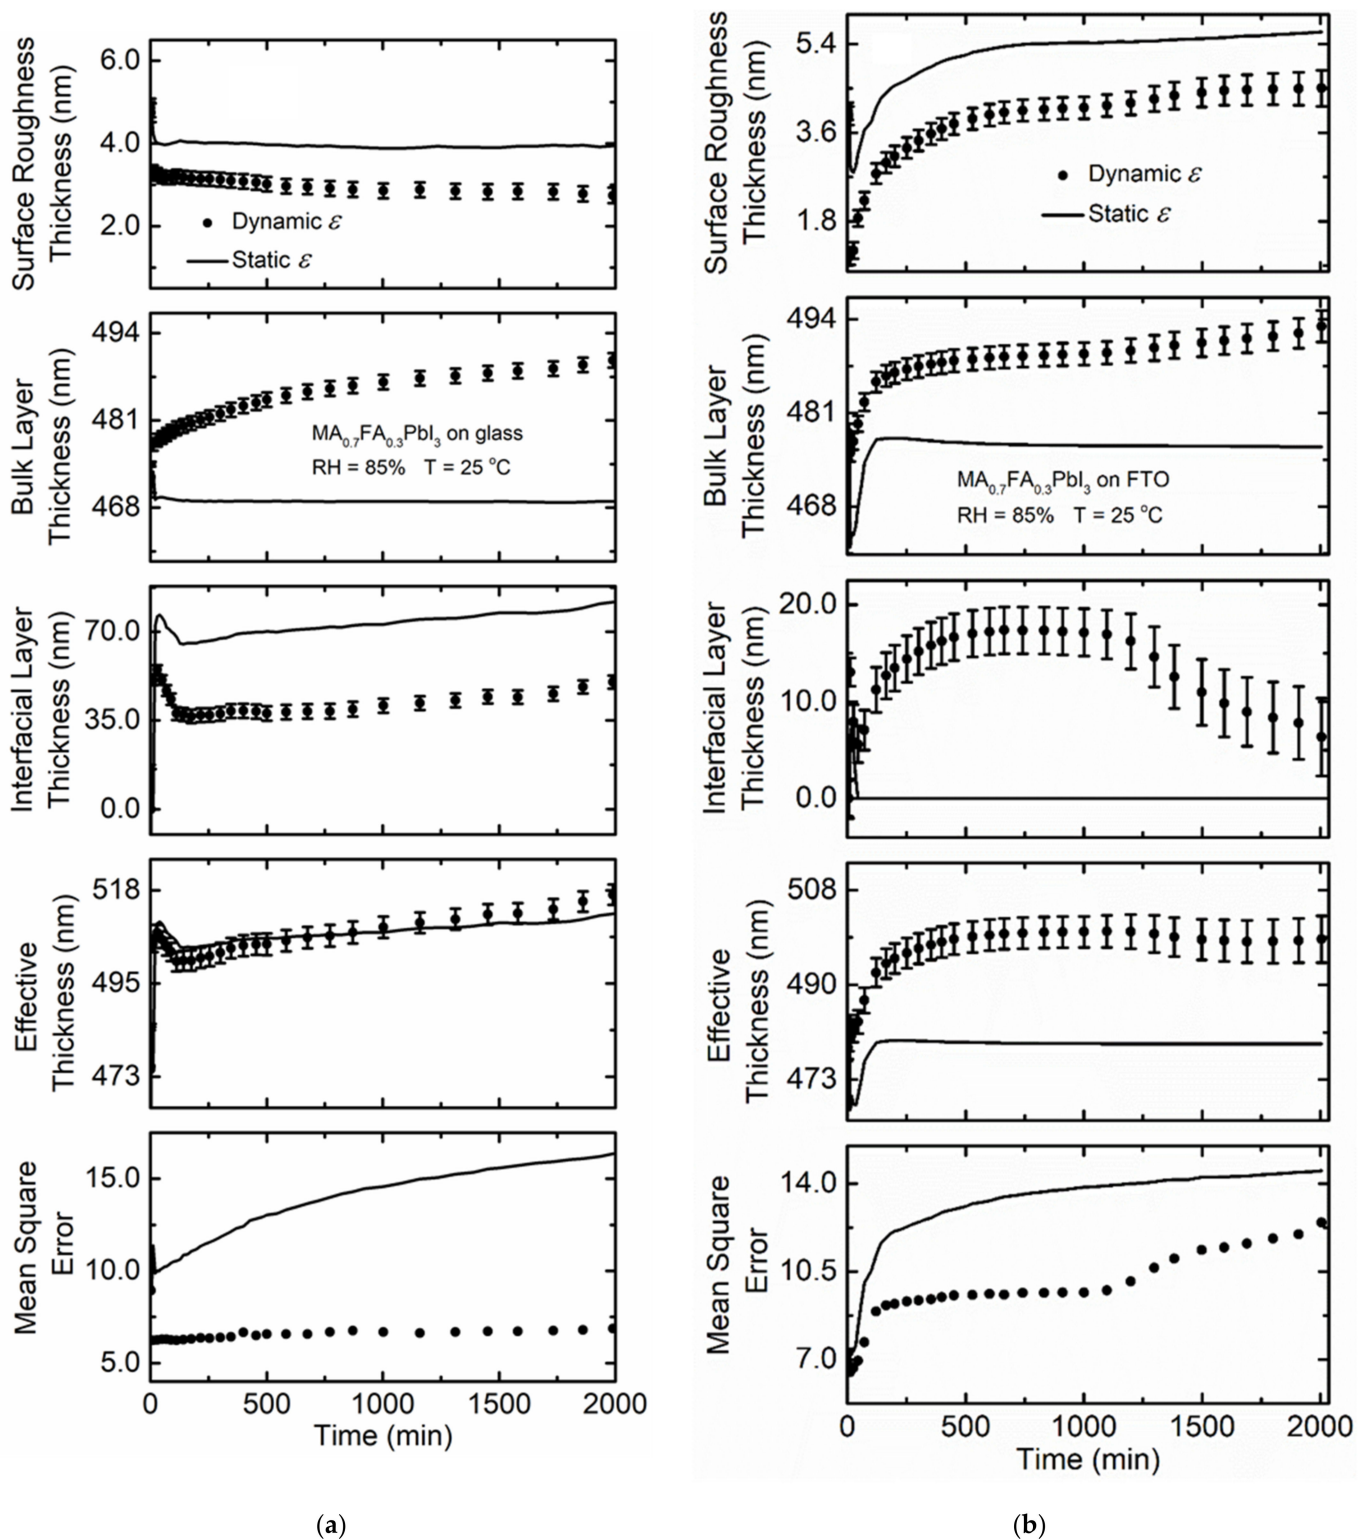 Surface Roughness
Thickness (nm)
6.0
4.0
2.0
Dynamic ε
Static ε
Bulk Layer
Thickness (nm)
494
481
468
MA0.7FA0.3PbI3 on glass
RH = 85% T = 25 °C
Interfacial Layer
Thickness (nm)
70.0
35.0
0.0
Effective
Thickness (nm)
518
495
473
Mean Square
Error
15.0
10.0
5.0
0 500 1000 1500 2000
Time (min)
(a)
Surface Roughness
Thickness (nm)
5.4
3.6
1.8
Dynamic ε
Static ε
Bulk Layer
Thickness (nm)
494
481
468
MA0.7FA0.3PbI3 on FTO
RH = 85% T = 25 °C
Interfacial Layer
Thickness (nm)
20.0
10.0
0.0
Effective
Thickness (nm)
508
490
473
Mean Square
Error
14.0
10.5
7.0
0 500 1000 1500 2000
Time (min)
(b)